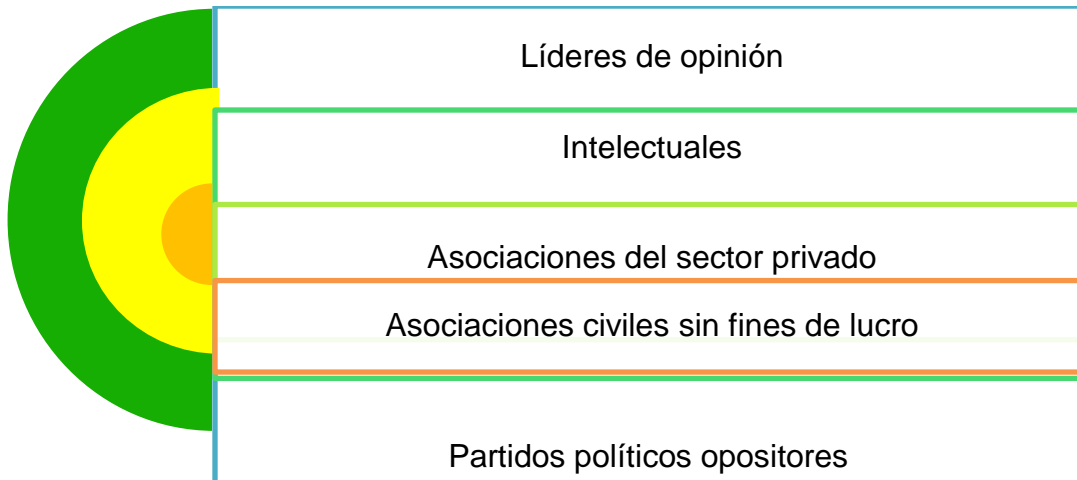 Líderes de opinión
Intelectuales
Asociaciones del sector privado
Asociaciones civiles sin fines de lucro
Partidos políticos opositores